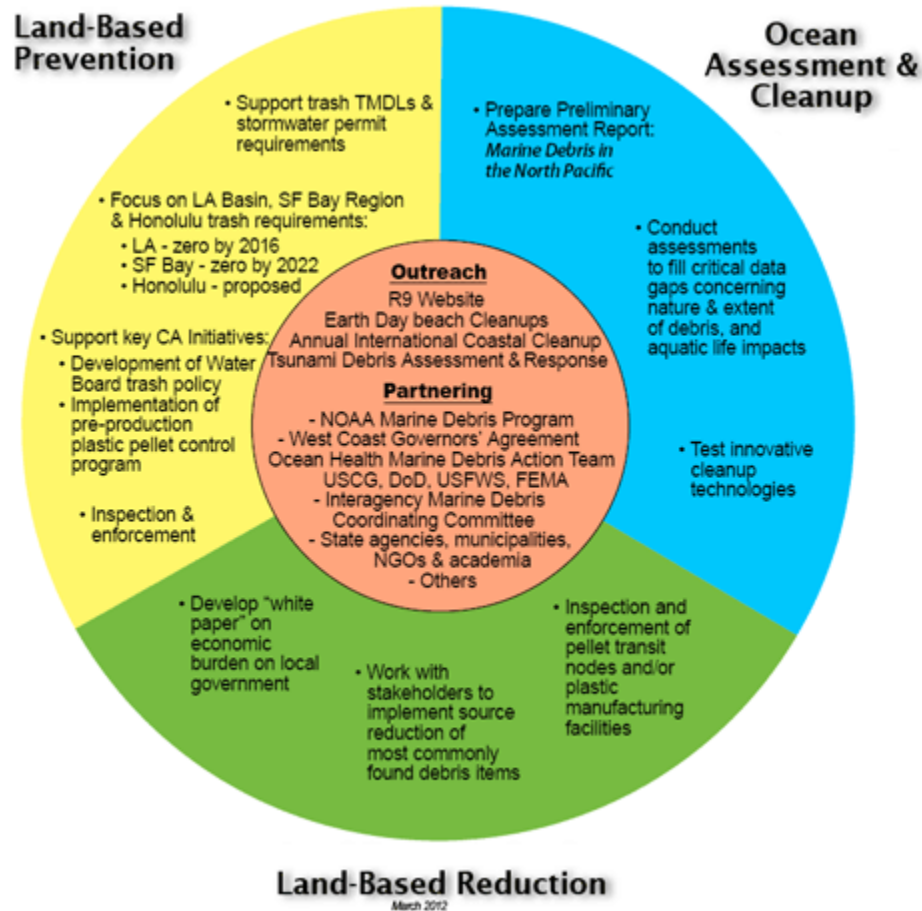 Land-Based
Prevention
Ocean
Assessment &
Cleanup
• Support trash TMDLs &
stormwater permit
requirements
• Focus on LA Basin, SF Bay Region
& Honolulu trash requirements:
• LA - zero by 2016
• SF Bay - zero by 2022
• Honolulu - proposed
• Support key CA Initiatives:
• Development of Water
Board trash policy
• Implementation of
pre-production
plastic pellet control
program
• Inspection &
enforcement
• Prepare Preliminary
Assessment Report:
Marine Debris in
the North Pacific
• Conduct
assessments
to fill critical data
gaps concerning
nature & extent
of debris, and
aquatic life impacts
• Test innovative
cleanup
technologies
Outreach
R9 Website
Earth Day beach Cleanups
Annual International Coastal Cleanup
Tsunami Debris Assessment & Response
Partnering
- NOAA Marine Debris Program
- West Coast Governors' Agreement
Ocean Health Marine Debris Action Team
USCG, DoD, USFWS, FEMA
- Interagency Marine Debris
Coordinating Committee
- State agencies, municipalities,
NGOs & academia
- Others
• Develop "white
paper" on
economic
burden on local
government
• Work with
stakeholders to
implement source
reduction of
most commonly
found debris items
• Inspection and
enforcement of
pellet transit
nodes and/or
plastic
manufacturing
facilities
Land-Based Reduction
March 2012